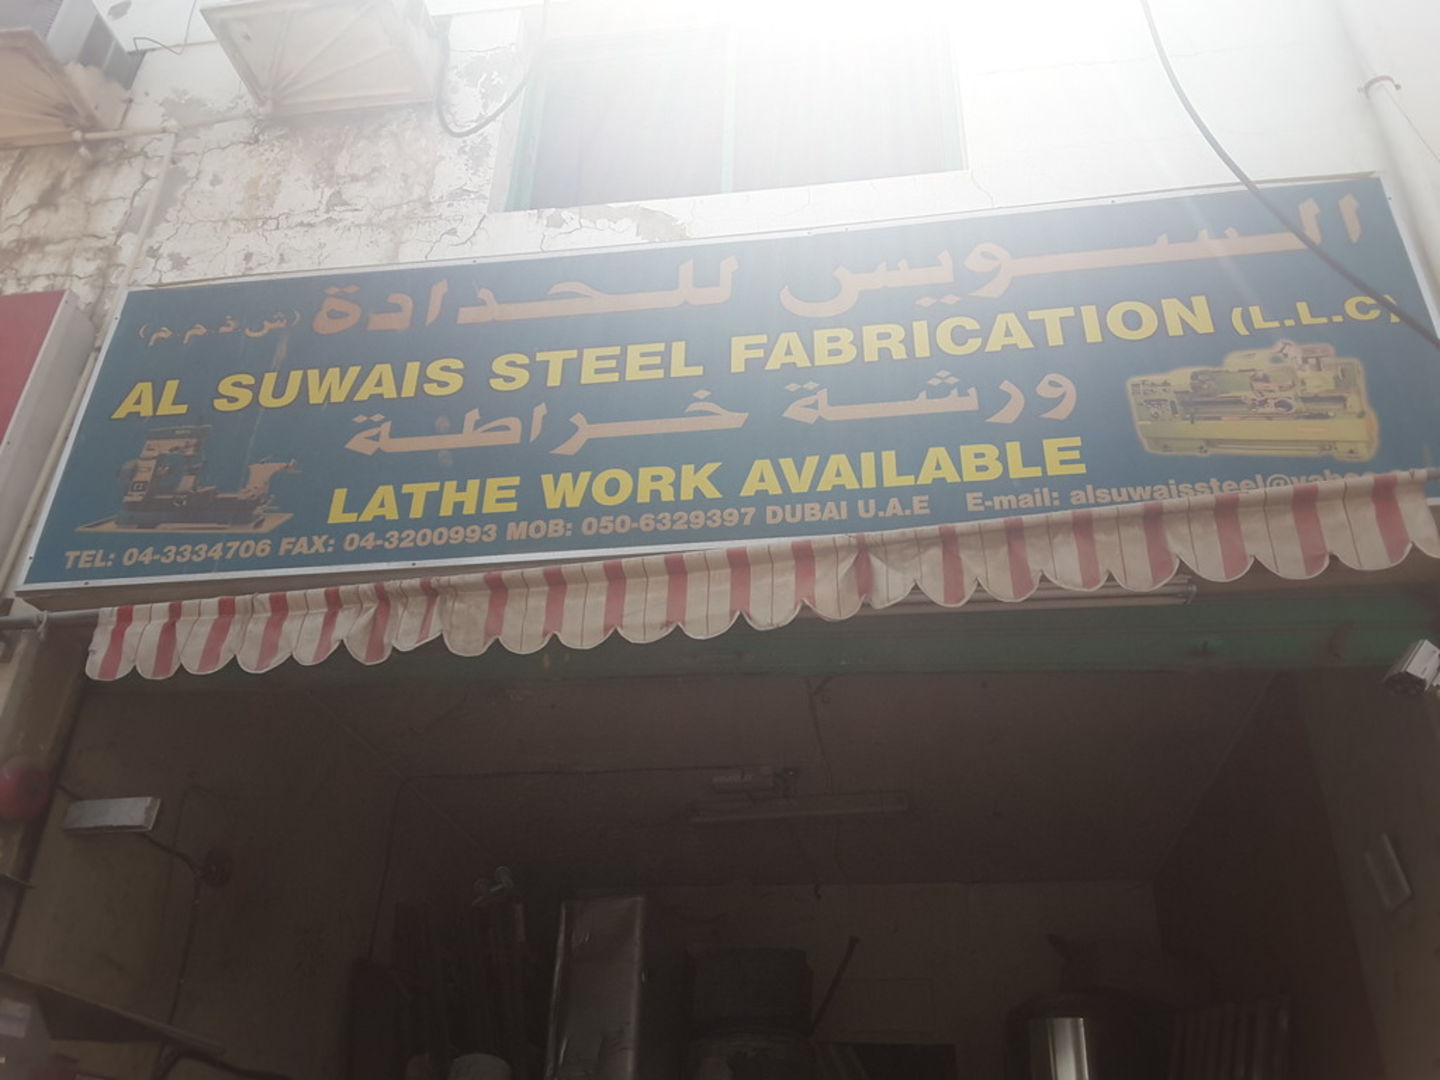 السويس للحدادة (ش ذ م م)
AL SUWAIS STEEL FABRICATION (L.L.C)
ورشة خراطة
LATHE WORK AVAILABLE
TEL: 04-3334706 FAX: 04-3200993 MOB: 050-6329397 DUBAI U.A.E E-mail: